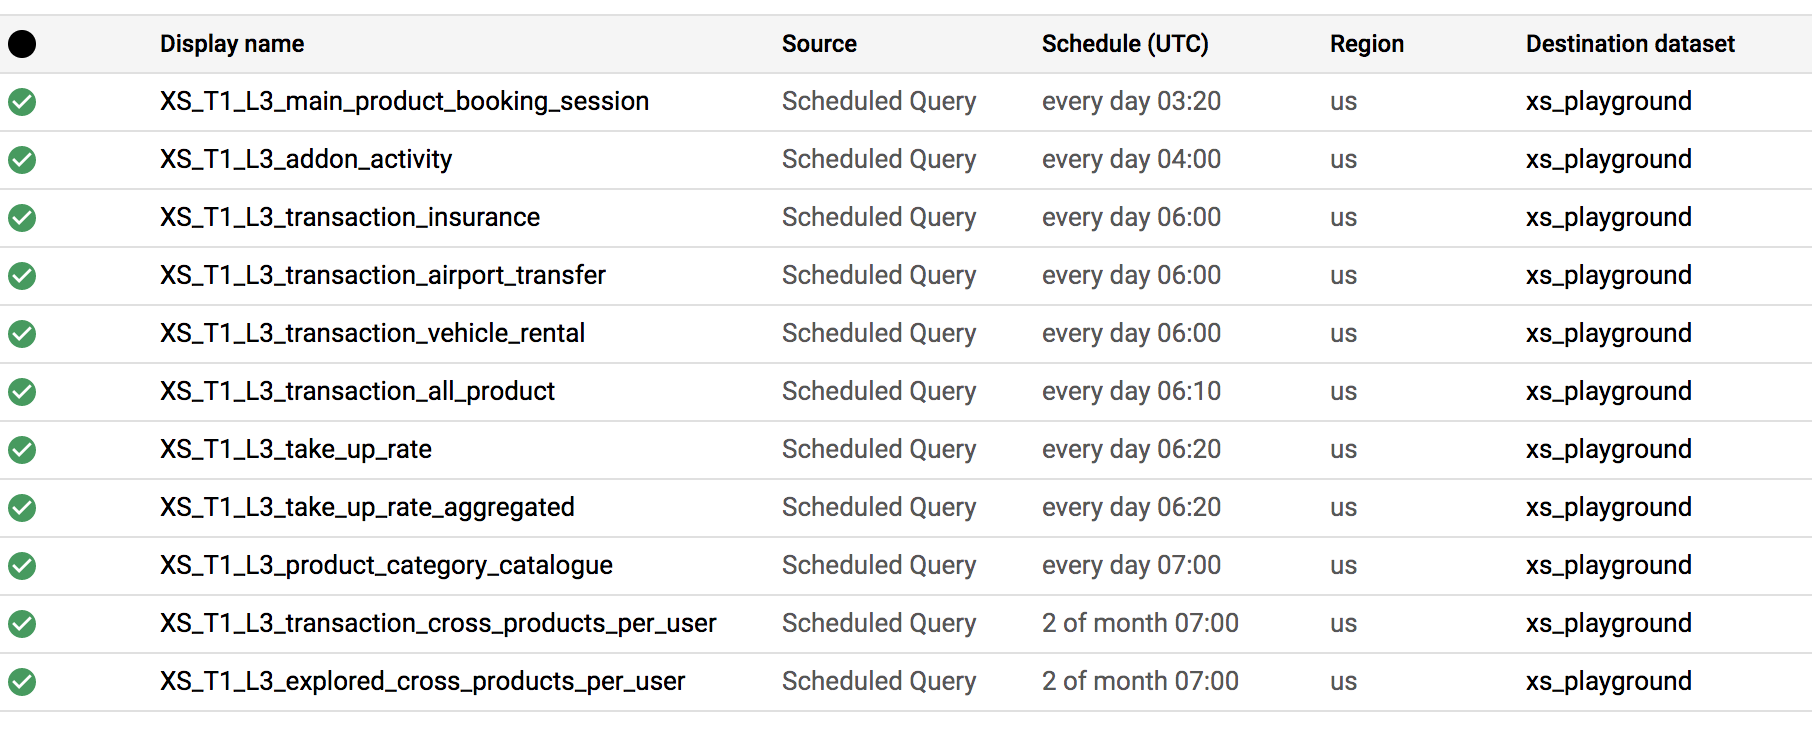 Display name Source Schedule (UTC) Region Destination dataset
XS_T1_L3_main_product_booking_session Scheduled Query every day 03:20 us xs_playground
XS_T1_L3_addon_activity Scheduled Query every day 04:00 us xs_playground
XS_T1_L3_transaction_insurance Scheduled Query every day 06:00 us xs_playground
XS_T1_L3_transaction_airport_transfer Scheduled Query every day 06:00 us xs_playground
XS_T1_L3_transaction_vehicle_rental Scheduled Query every day 06:00 us xs_playground
XS_T1_L3_transaction_all_product Scheduled Query every day 06:10 us xs_playground
XS_T1_L3_take_up_rate Scheduled Query every day 06:20 us xs_playground
XS_T1_L3_take_up_rate_aggregated Scheduled Query every day 06:20 us xs_playground
XS_T1_L3_product_category_catalogue Scheduled Query every day 07:00 us xs_playground
XS_T1_L3_transaction_cross_products_per_user Scheduled Query 2 of month 07:00 us xs_playground
XS_T1_L3_explored_cross_products_per_user Scheduled Query 2 of month 07:00 us xs_playground